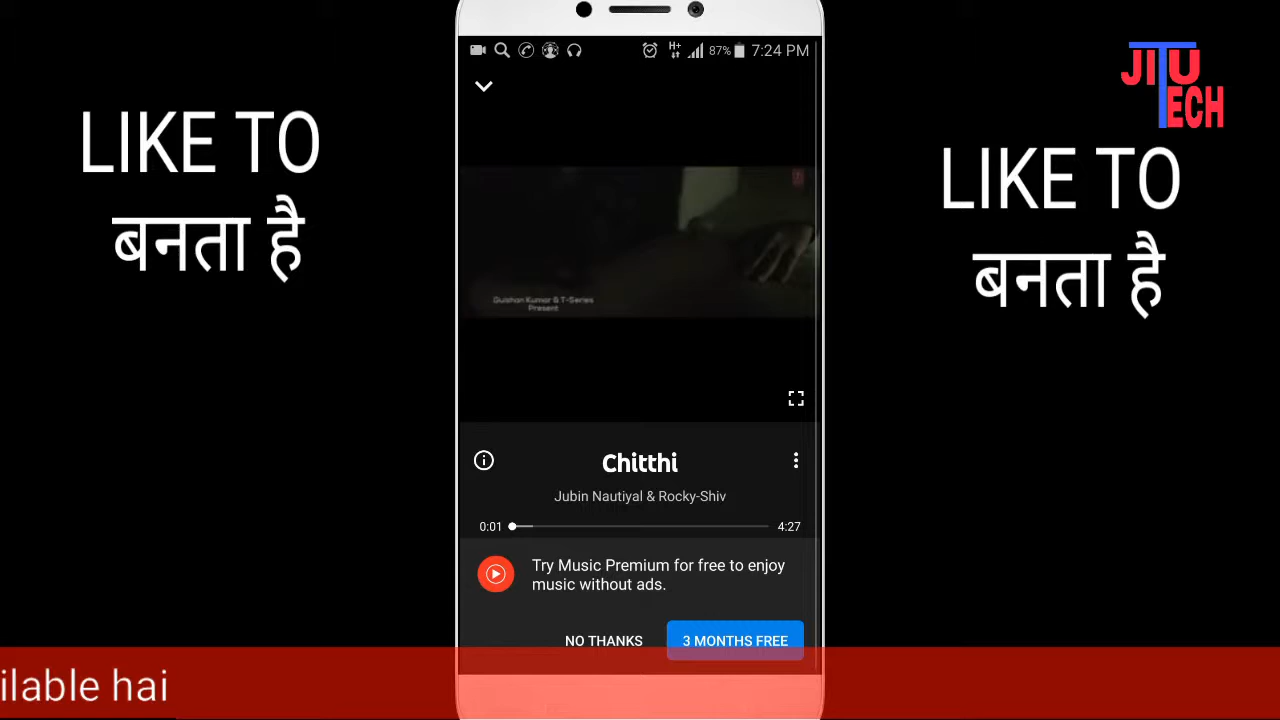 87% 7:24 PM
JITU
TECH
LIKE TO
बनता है
LIKE TO
बनता है
Gulshan Kumar & T-Series
Present
Chitthi
Jubin Nautiyal & Rocky-Shiv
0:01 4:27
Try Music Premium for free to enjoy
music without ads.
NO THANKS 3 MONTHS FREE
ilable hai